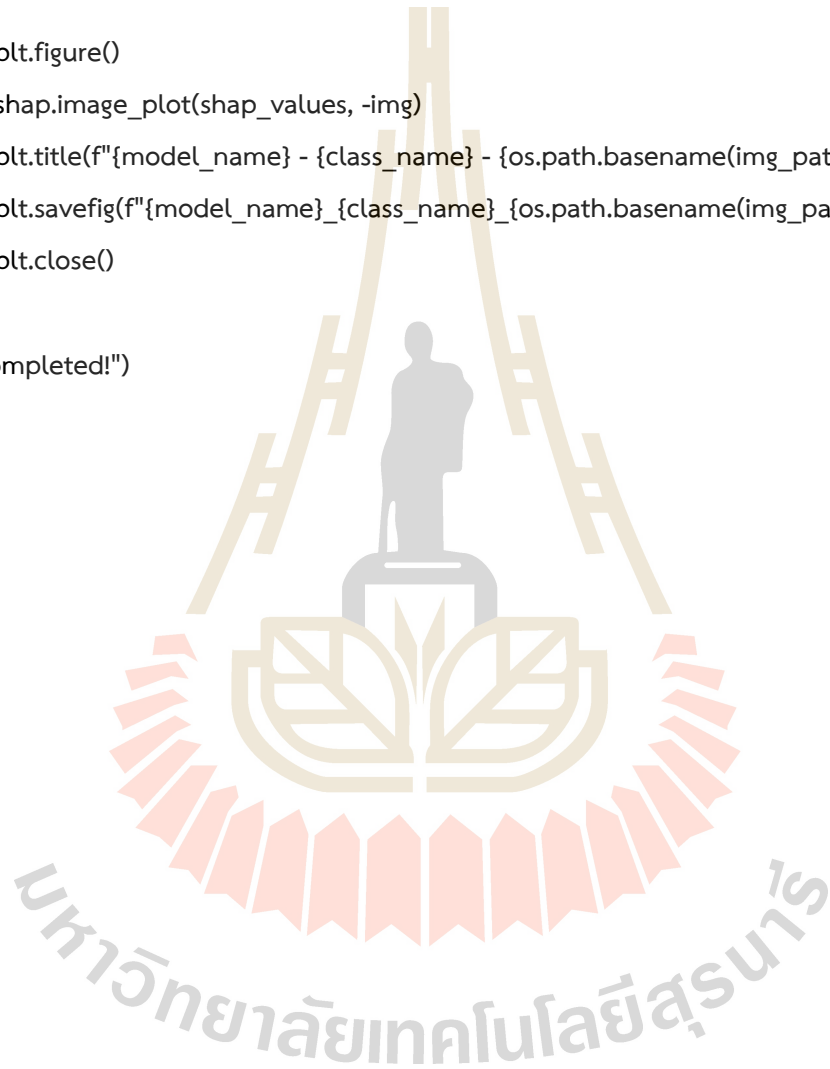 plt.figure()
shap.image_plot(shap_values, -img)
plt.title(f"{model_name} - {class_name} - {os.path.basename(img_pat
plt.savefig(f"{model_name}_{class_name}_{os.path.basename(img_pa
plt.close()
ompleted!")
มหาวิทยาลัยเทคโนโลยีสุรนารี